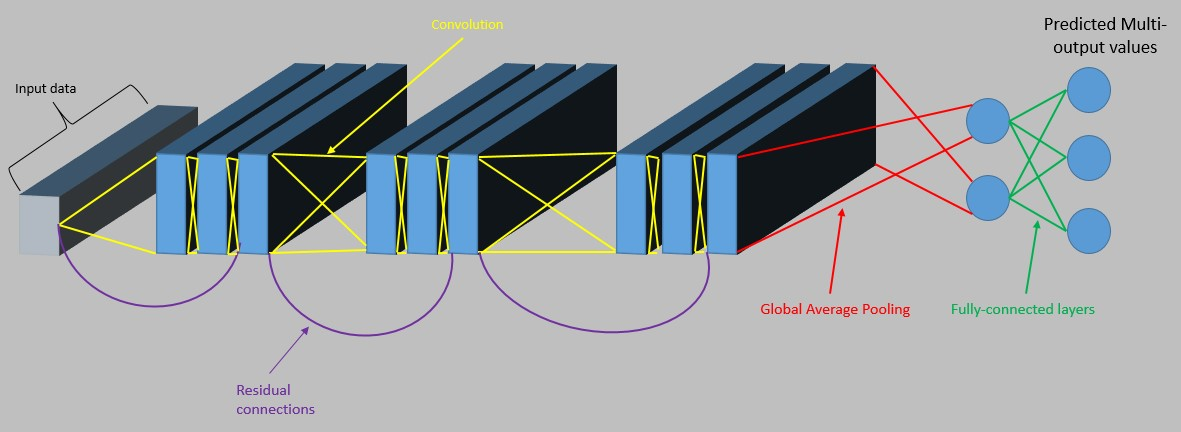 Convolution
Predicted Multi-
output values
Input data
Global Average Pooling
Fully-connected layers
Residual
connections